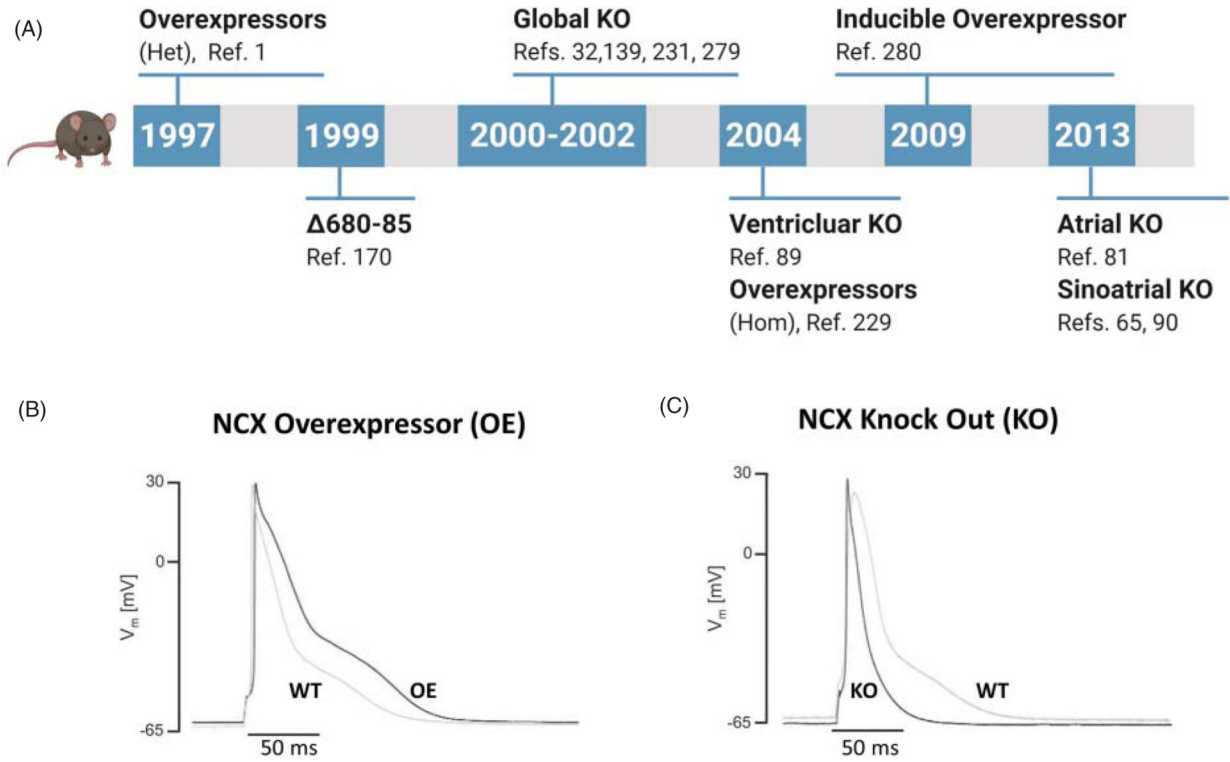 (A)
Overexpressors
(Het), Ref. 1
Global KO
Refs. 32,139, 231, 279
Inducible Overexpressor
Ref. 280
1997
1999
2000-2002
2004
2009
2013
Δ680-85
Ref. 170
Ventricluar KO
Ref. 89
Overexpressors
(Hom), Ref. 229
Atrial KO
Ref. 81
Sinoatrial KO
Refs. 65, 90
(B)
NCX Overexpressor (OE)
30
0
-65
Vm [mV]
WT
OE
50 ms
(C)
NCX Knock Out (KO)
30
0
-65
Vm [mV]
KO
WT
50 ms